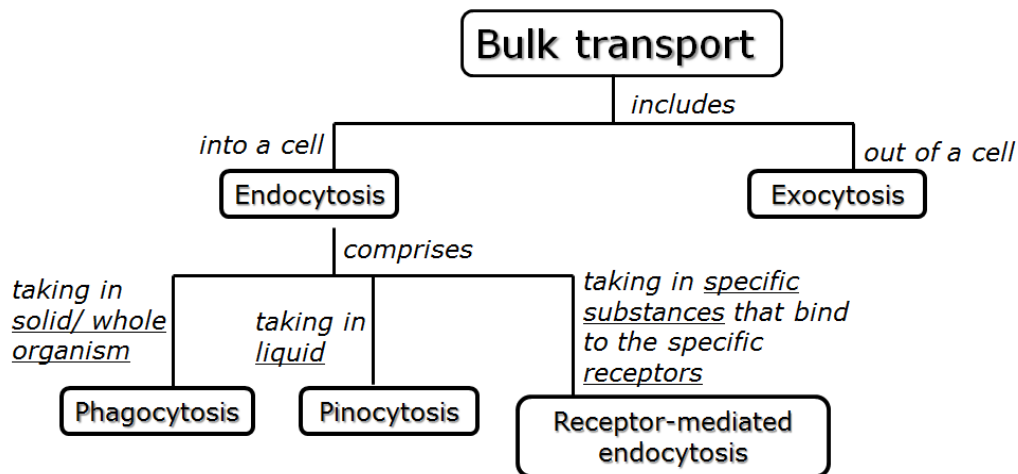 Bulk transport
includes
into a cell
out of a cell
Endocytosis
Exocytosis
comprises
taking in
solid/ whole
organism
taking in
liquid
taking in specific
substances that bind
to the specific
receptors
Phagocytosis
Pinocytosis
Receptor-mediated
endocytosis